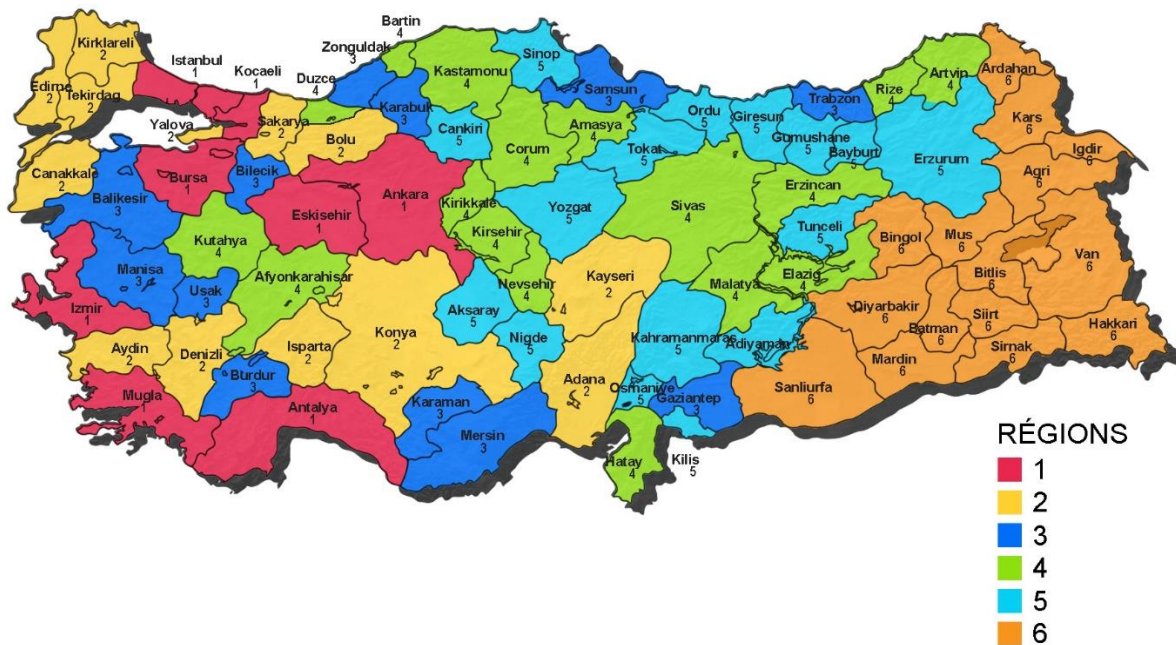 Kirklareli
2
Edirne
2
Tekirdag
2
Istanbul
1
Kocaeli
1
Yalova
2
Sakarya
2
Duzce
4
Zonguldak
3
Bartin
4
Karabuk
3
Kastamonu
4
Sinop
5
Samsun
3
Bolu
2
Cankiri
5
Corum
4
Amasya
4
Tokat
5
Ordu
5
Giresun
5
Gumushane
5
Bayburt
5
Trabzon
3
Rize
4
Artvin
4
Ardahan
6
Kars
6
Igdir
6
Agri
6
Erzurum
5
Erzincan
4
Canakkale
2
Balikesir
3
Bursa
1
Bilecik
3
Eskisehir
1
Ankara
1
Kirikkale
4
Kirsehir
4
Yozgat
5
Sivas
4
Tunceli
5
Bingol
6
Mus
6
Bitlis
6
Van
6
Kutahya
4
Manisa
3
Usak
3
Afyonkarahisar
4
Izmir
1
Aydin
2
Denizli
2
Isparta
2
Burdur
3
Mugla
1
Antalya
1
Konya
2
Aksaray
5
Nevsehir
4
4
Nigde
5
Kayseri
2
Malatya
4
Elazig
4
Diyarbakir
6
Batman
6
Siirt
6
Sirnak
6
Hakkari
6
Mardin
6
Sanliurfa
6
Adiyaman
5
Kahramanmaras
5
Adana
2
Osmaniye
5
Gaziantep
3
Kilis
5
Hatay
4
Karaman
3
Mersin
3
RÉGIONS
1
2
3
4
5
6